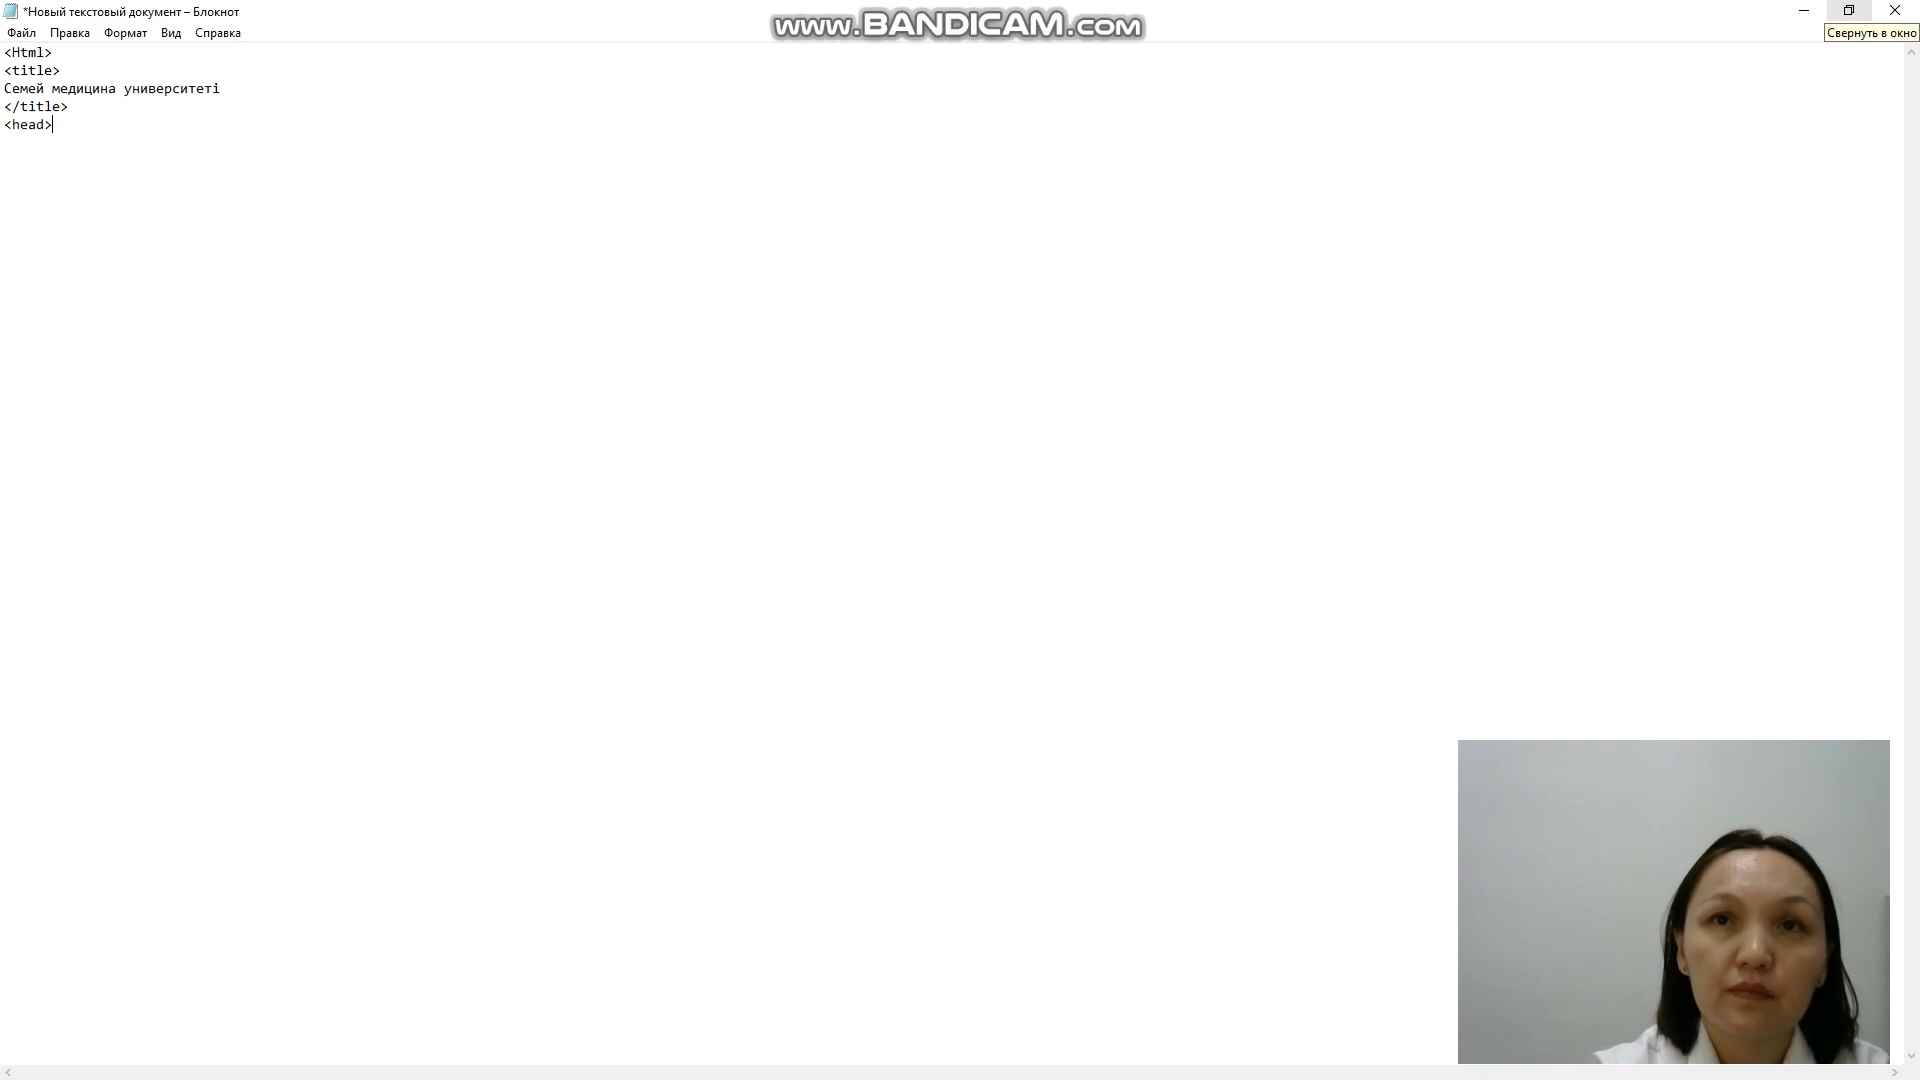 *Новый текстовый документ – Блокнот
www.BANDICAM.com
Файл Правка Формат Вид Справка
Свернуть в окно
<Html>
<title>
Семей медицина университеті
</title>
<head>